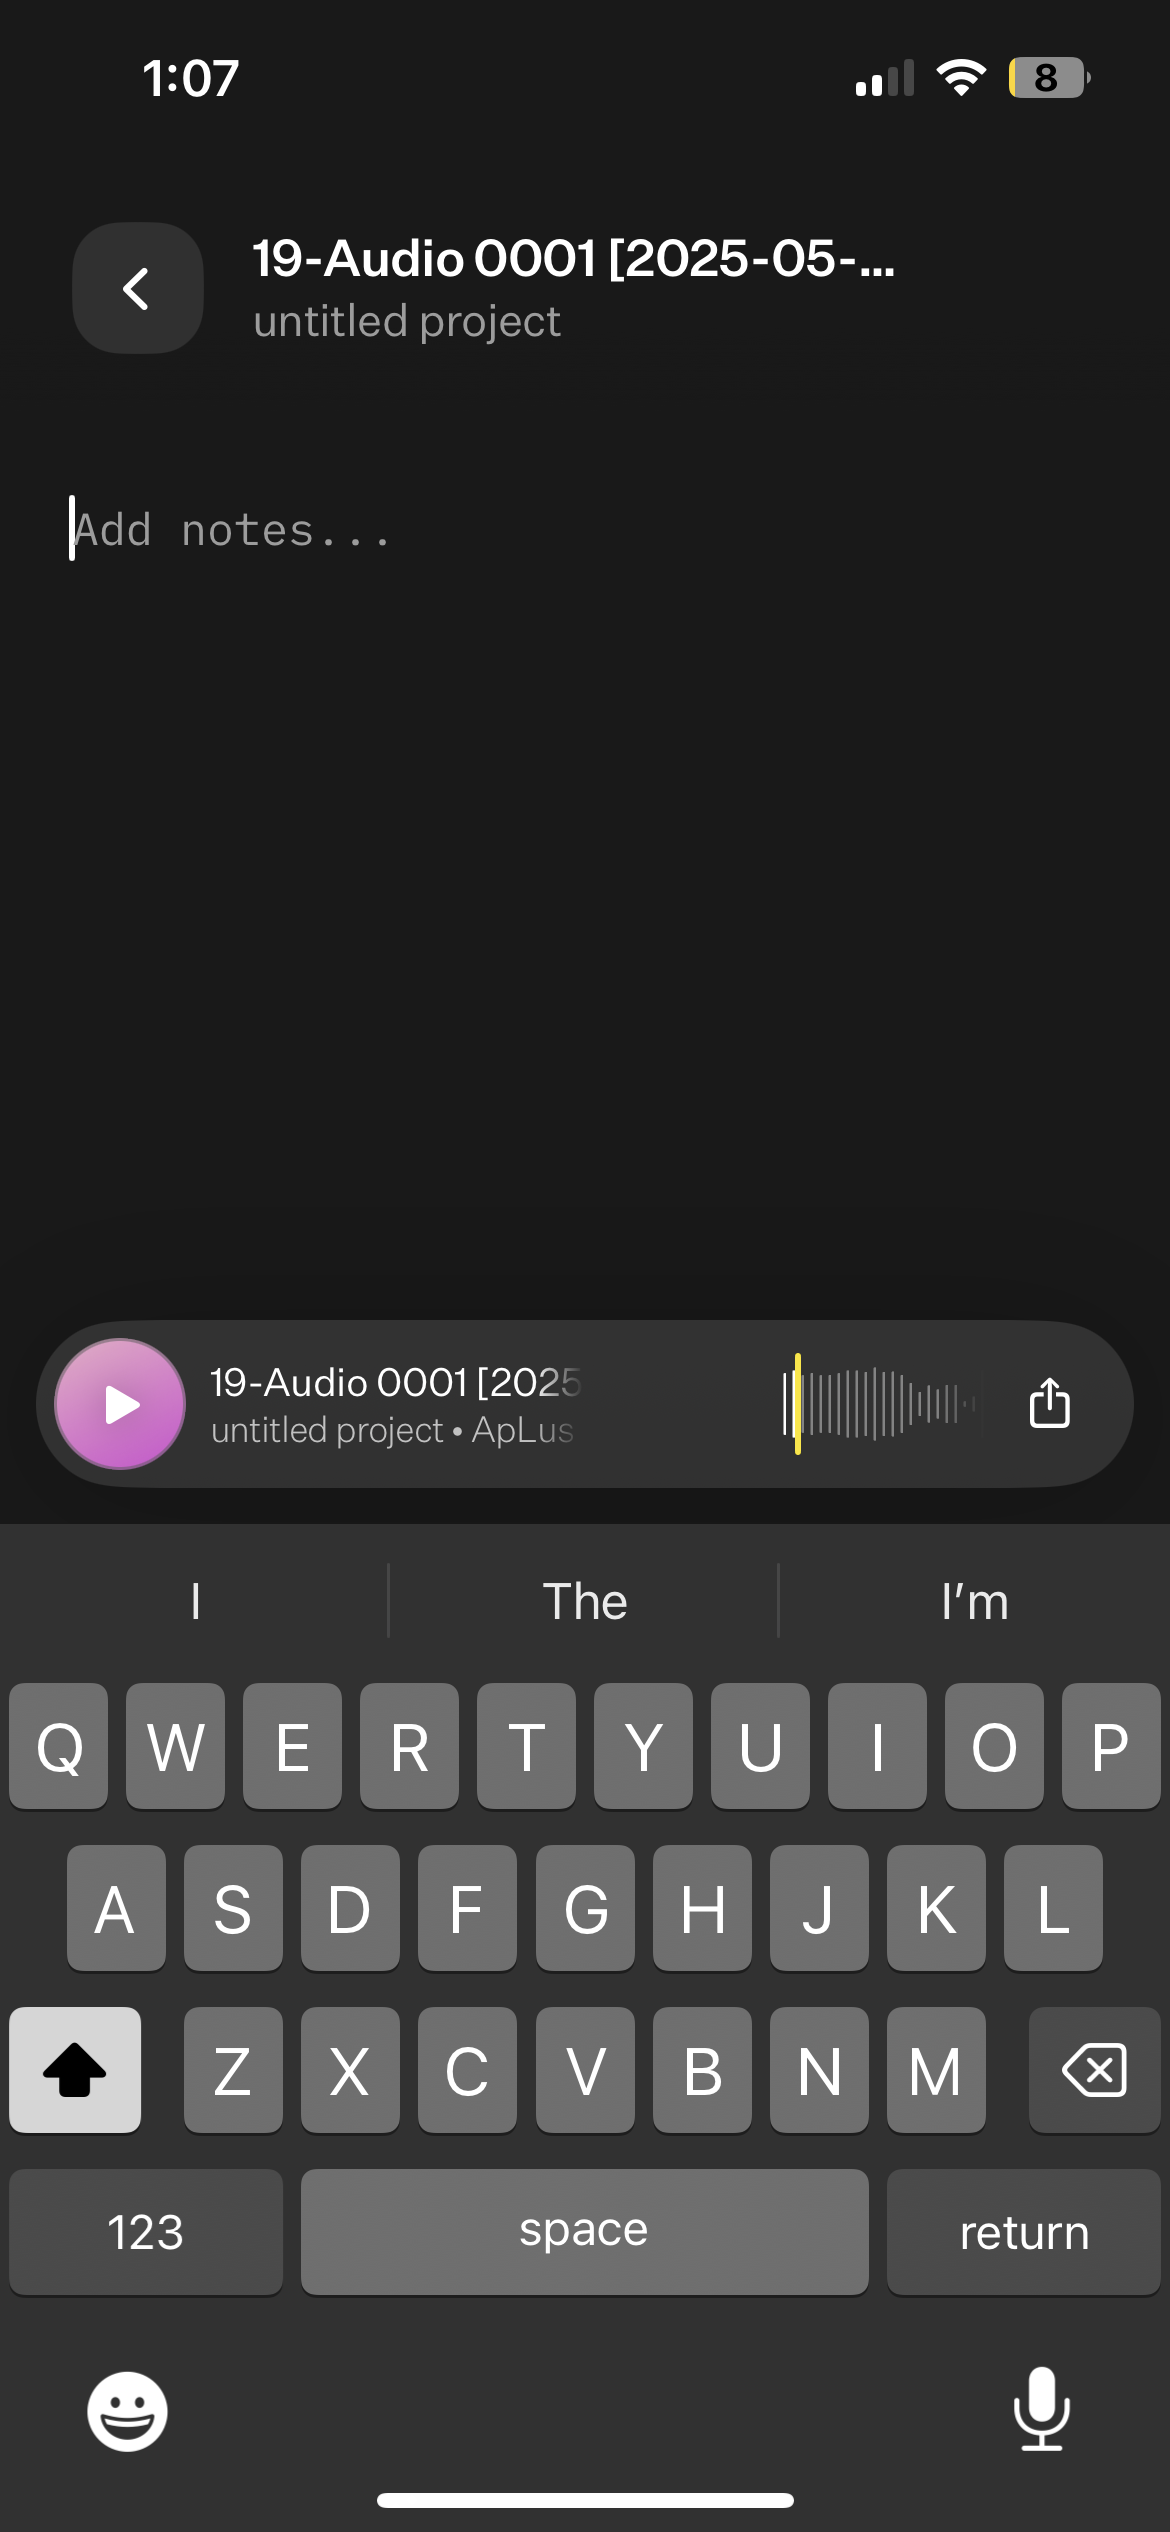 1:07
8
19-Audio 0001 [2025-05-...
untitled project
Add notes...
19-Audio 0001 [2025
untitled project • ApLus
I The I'm
Q W E R T Y U I O P
A S D F G H J K L
Z X C V B N M
123 space return